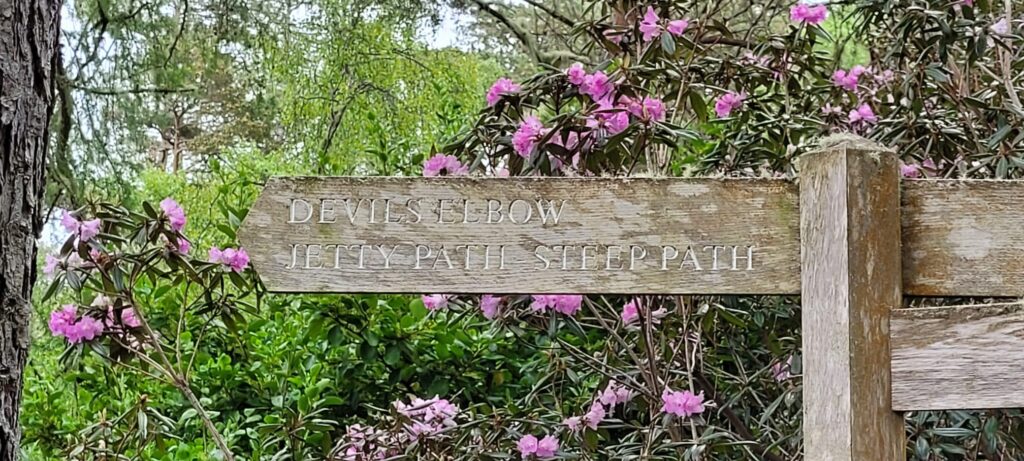 DEVILS ELBOW
JETTY PATH STEEP PATH